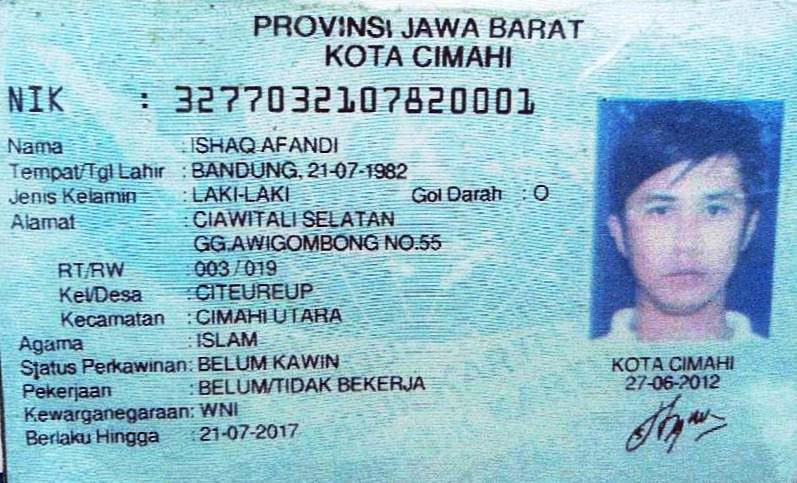 PROVINSI JAWA BARAT
KOTA CIMAHI
NIK : 3277032107820001
Nama : ISHAQ AFANDI
Tempat/Tgl Lahir : BANDUNG, 21-07-1982
Jenis Kelamin : LAKI-LAKI Gol Darah : O
Alamat : CIAWITALI SELATAN
GG.AWIGOMBONG NO.55
RT/RW : 003 / 019
Kel/Desa : CITEUREUP
Kecamatan : CIMAHI UTARA
Agama : ISLAM
Status Perkawinan: BELUM KAWIN
Pekerjaan : BELUM/TIDAK BEKERJA
Kewarganegaraan: WNI
Berlaku Hingga : 21-07-2017
KOTA CIMAHI
27-06-2012